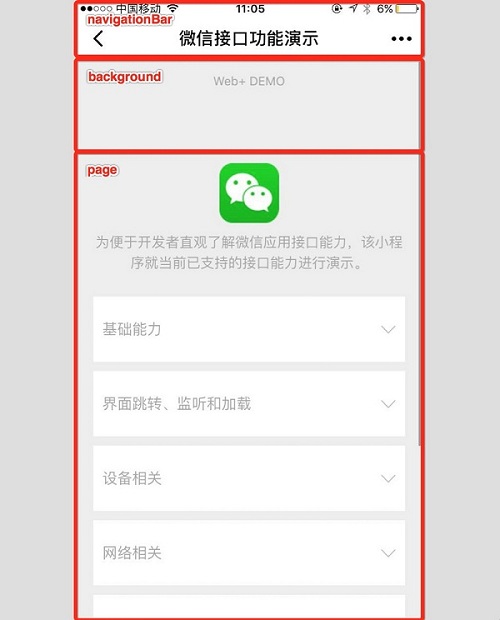 中国移动 11:05 6%
navigationBar
微信接口功能演示
background
Web+ DEMO
page
为便于开发者直观了解微信应用接口能力，该小程
序就当前已支持的接口能力进行演示。
基础能力
界面跳转、监听和加载
设备相关
网络相关